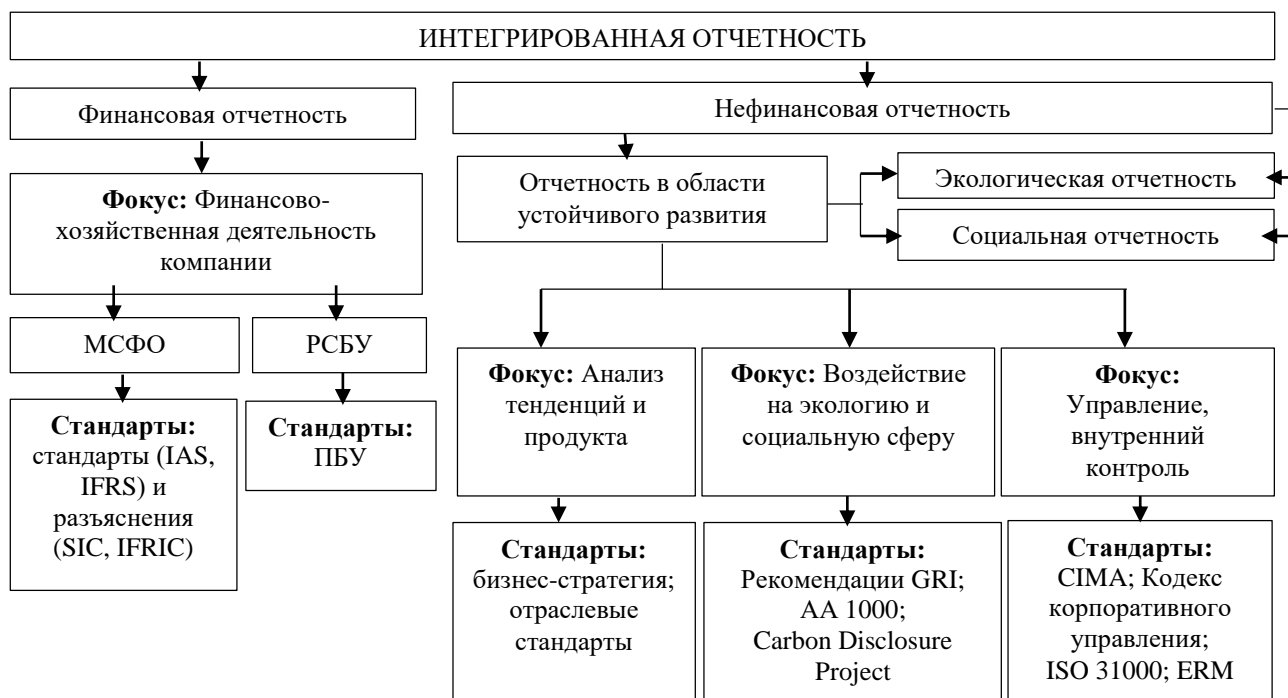 ИНТЕГРИРОВАННАЯ ОТЧЕТНОСТЬ
Финансовая отчетность
Нефинансовая отчетность
Фокус: Финансово-
хозяйственная деятельность
компании
Отчетность в области
устойчивого развития
Экологическая отчетность
Социальная отчетность
МСФО
РСБУ
Стандарты:
стандарты (IAS,
IFRS) и
разъяснения
(SIC, IFRIC)
Стандарты:
ПБУ
Фокус: Анализ
тенденций и
продукта
Фокус: Воздействие
на экологию и
социальную сферу
Фокус:
Управление,
внутренний
контроль
Стандарты:
бизнес-стратегия;
отраслевые
стандарты
Стандарты:
Рекомендации GRI;
AA 1000;
Carbon Disclosure
Project
Стандарты:
CIMA; Кодекс
корпоративного
управления;
ISO 31000; ERM